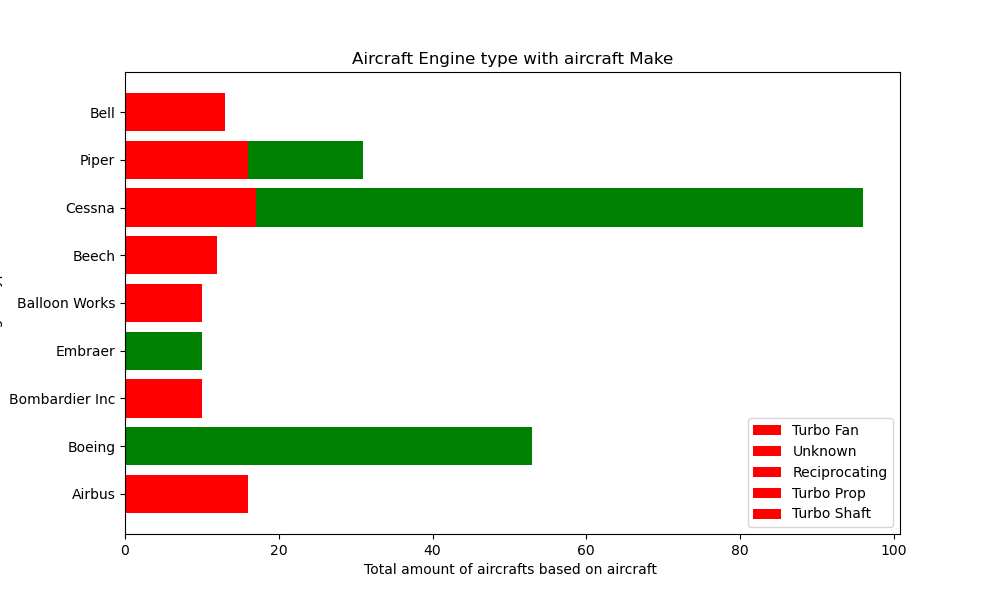 Aircraft Engine type with aircraft Make
Bell
Piper
Cessna
Beech
Balloon Works
Embraer
Bombardier Inc
Boeing
Airbus
Turbo Fan
Unknown
Reciprocating
Turbo Prop
Turbo Shaft
0 20 40 60 80 100
Total amount of aircrafts based on aircraft